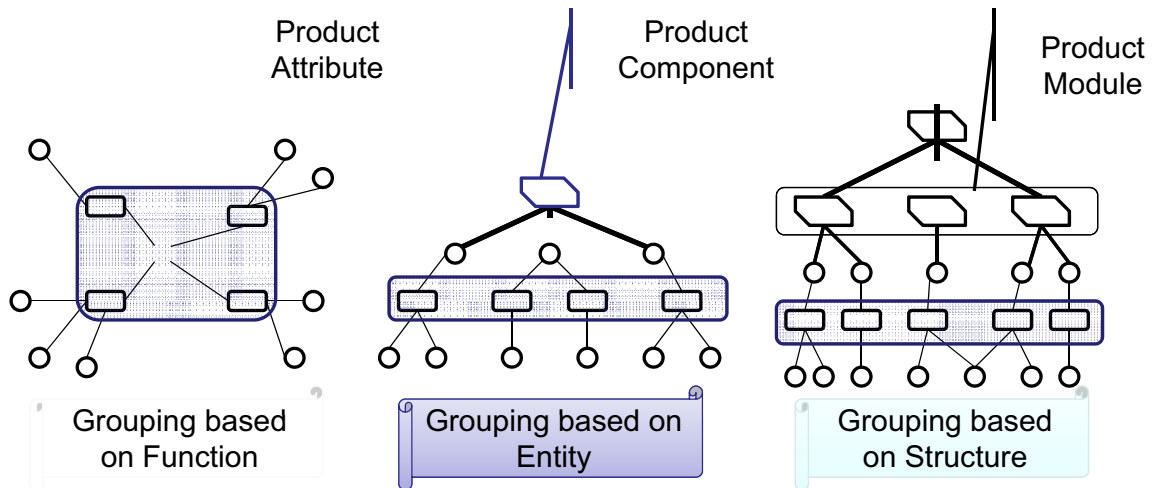 Product
Attribute
Product
Component
Product
Module
Grouping based
on Function
Grouping based on
Entity
Grouping based
on Structure